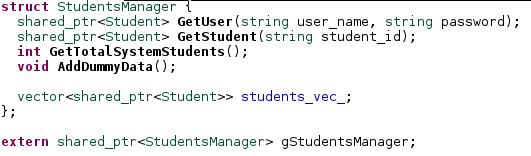 struct StudentsManager {
  shared_ptr<Student> GetUser(string user_name, string password);
  shared_ptr<Student> GetStudent(string student_id);
  int GetTotalSystemStudents();
  void AddDummyData();

  vector<shared_ptr<Student>> students_vec_;
};

extern shared_ptr<StudentsManager> gStudentsManager;